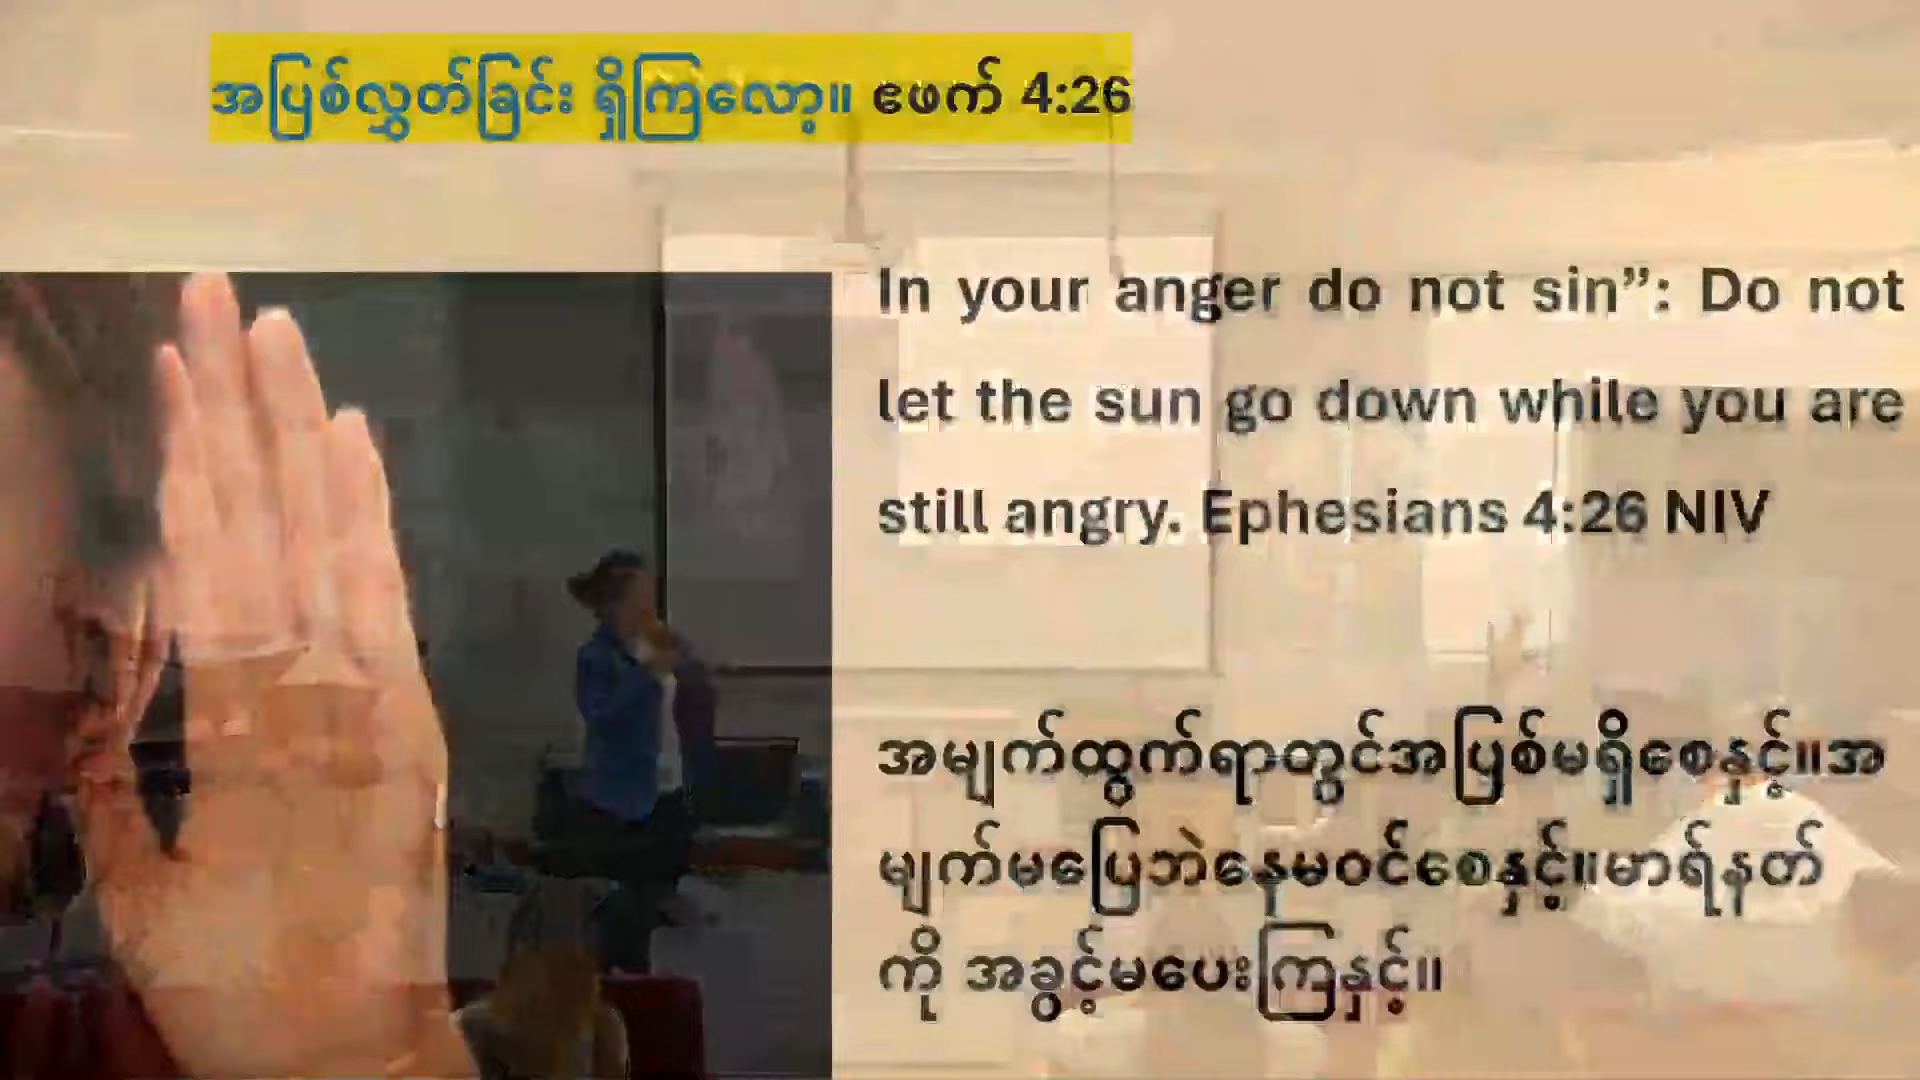 အပြစ်လွှတ်ခြင်း ရှိကြလော့။ ဧဖက် 4:26
In your anger do not sin”: Do not
let the sun go down while you are
still angry. Ephesians 4:26 NIV
အမျက်ထွက်ရာတွင်အပြစ်မရှိစေနှင့်။အ
မျက်မပြေဘဲနေမဝင်စေနှင့်။မာရ်နတ်
ကို အခွင့်မပေးကြနှင့်။